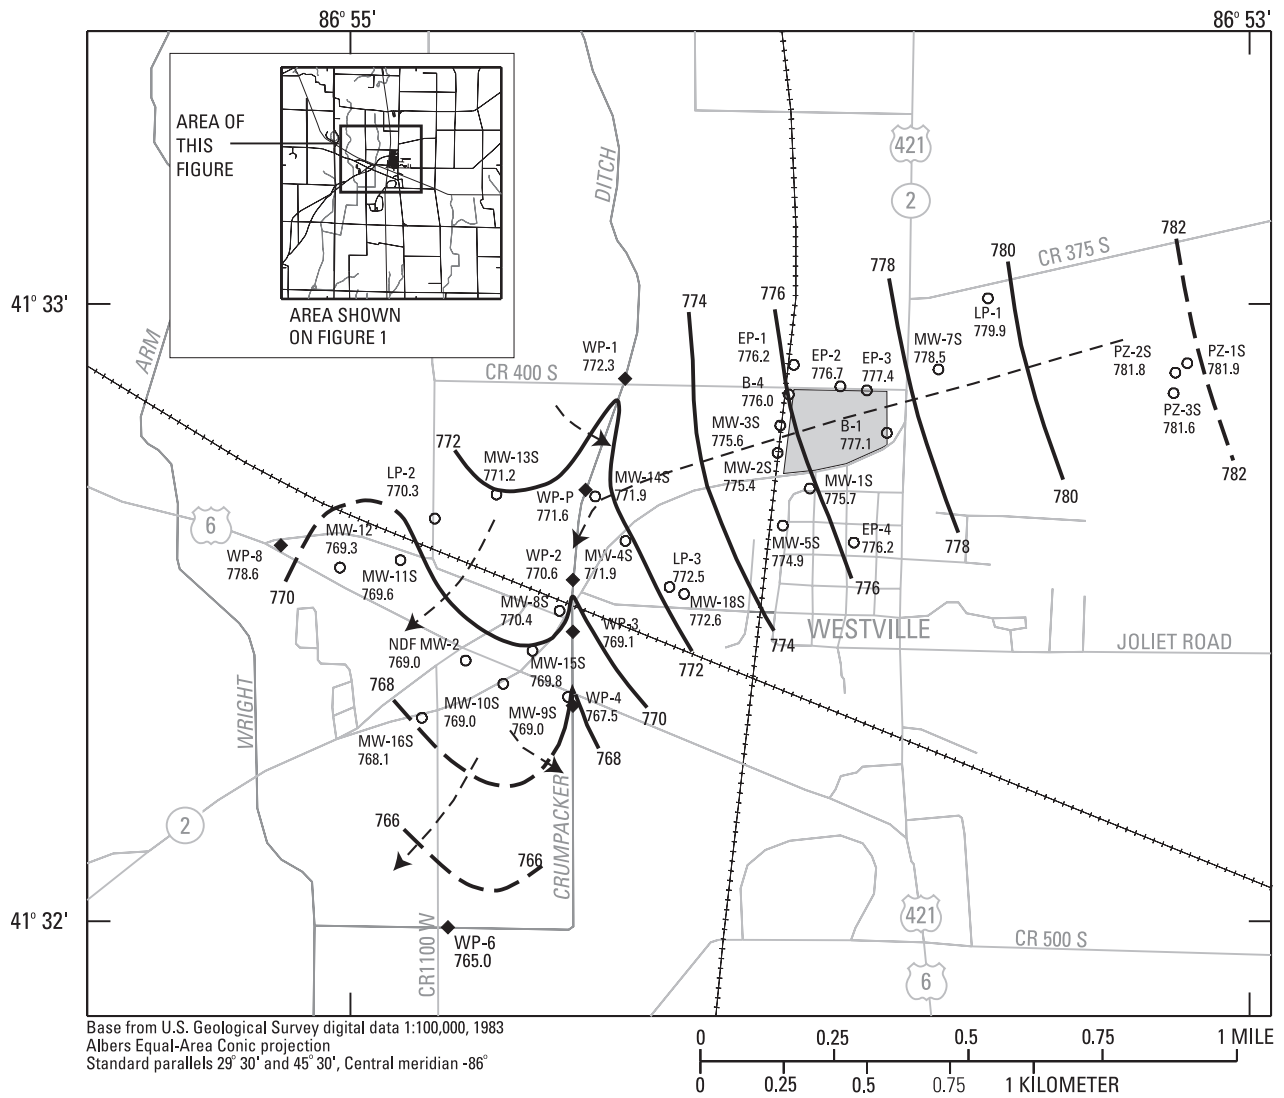 86° 55'
86° 53'
AREA OF
THIS
FIGURE
AREA SHOWN
ON FIGURE 1
DITCH
421
2
782
CR 375 S
780
778
41° 33'
776
774
LP-1
779.9
ARM
WP-1
772.3
EP-1
776.2
EP-2
776.7
EP-3
777.4
MW-7S
778.5
PZ-2S
781.8
PZ-1S
781.9
CR 400 S
B-4
776.0
PZ-3S
781.6
MW-3S
775.6
B-1
777.1
772
MW-13S
771.2
MW-2S
775.4
LP-2
770.3
MW-14S
771.9
MW-1S
775.7
782
780
WP-P
771.6
6
MW-12
769.3
WP-8
778.6
MW-11S
769.6
WP-2
770.6
MW-4S
771.9
LP-3
772.5
MW-5S
774.9
EP-4
776.2
778
776
770
MW-8S
770.4
MW-18S
772.6
WP-3
769.1
WESTVILLE
774
JOLIET ROAD
NDF MW-2
769.0
MW-15S
769.8
772
768
WP-4
767.5
MW-10S
769.0
MW-9S
769.0
770
WRIGHT
MW-16S
768.1
768
2
766
766
CRUMPACKER
41° 32'
CR1100 W
WP-6
765.0
421
CR 500 S
6
Base from U.S. Geological Survey digital data 1:100,000, 1983
Albers Equal-Area Conic projection
Standard parallels 29° 30' and 45° 30', Central meridian -86°
0 0.25 0.5 0.75 1 MILE
0 0.25 0.5 0.75 1 KILOMETER